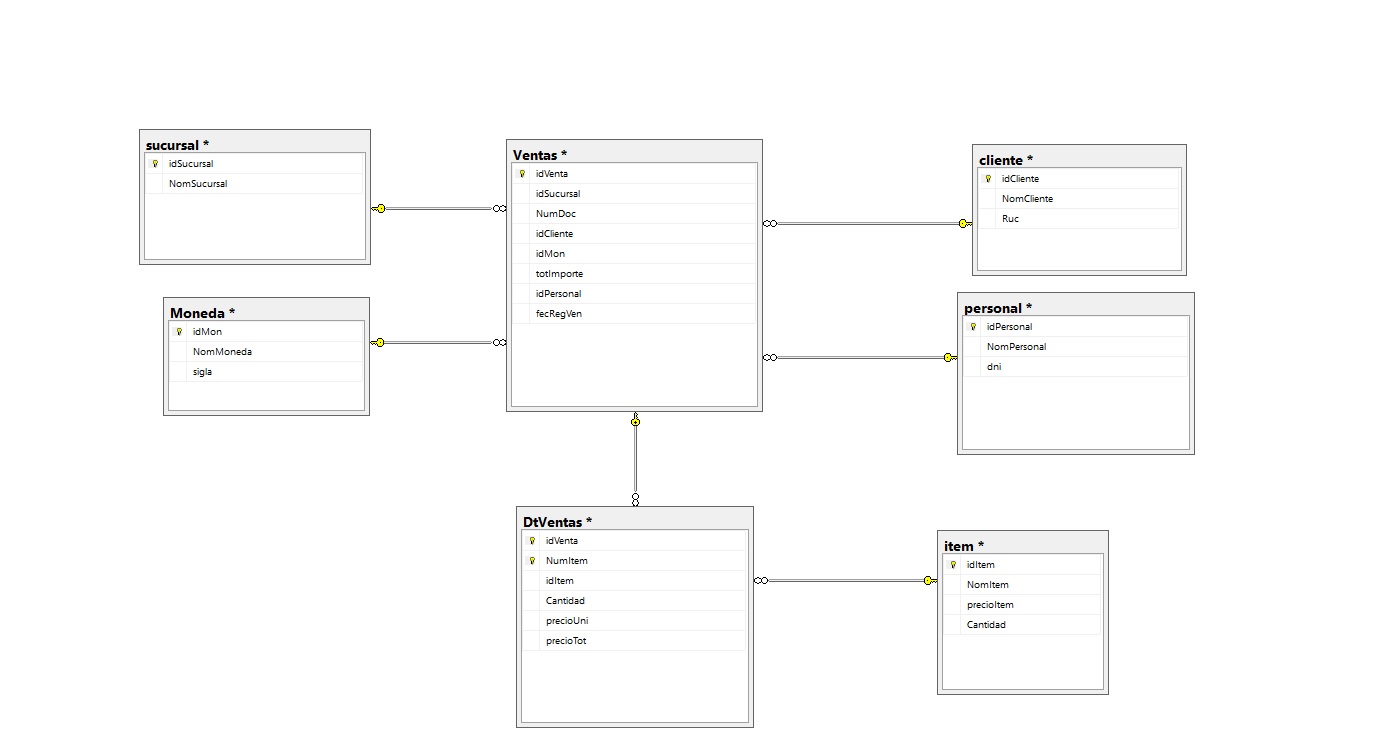 sucursal *
idSucursal
NomSucursal
Moneda *
idMon
NomMoneda
sigla
Ventas *
idVenta
idSucursal
NumDoc
idCliente
idMon
totImporte
idPersonal
fecRegVen
cliente *
idCliente
NomCliente
Ruc
personal *
idPersonal
NomPersonal
dni
DtVentas *
idVenta
NumItem
idItem
Cantidad
precioUni
precioTot
item *
idItem
NomItem
precioItem
Cantidad